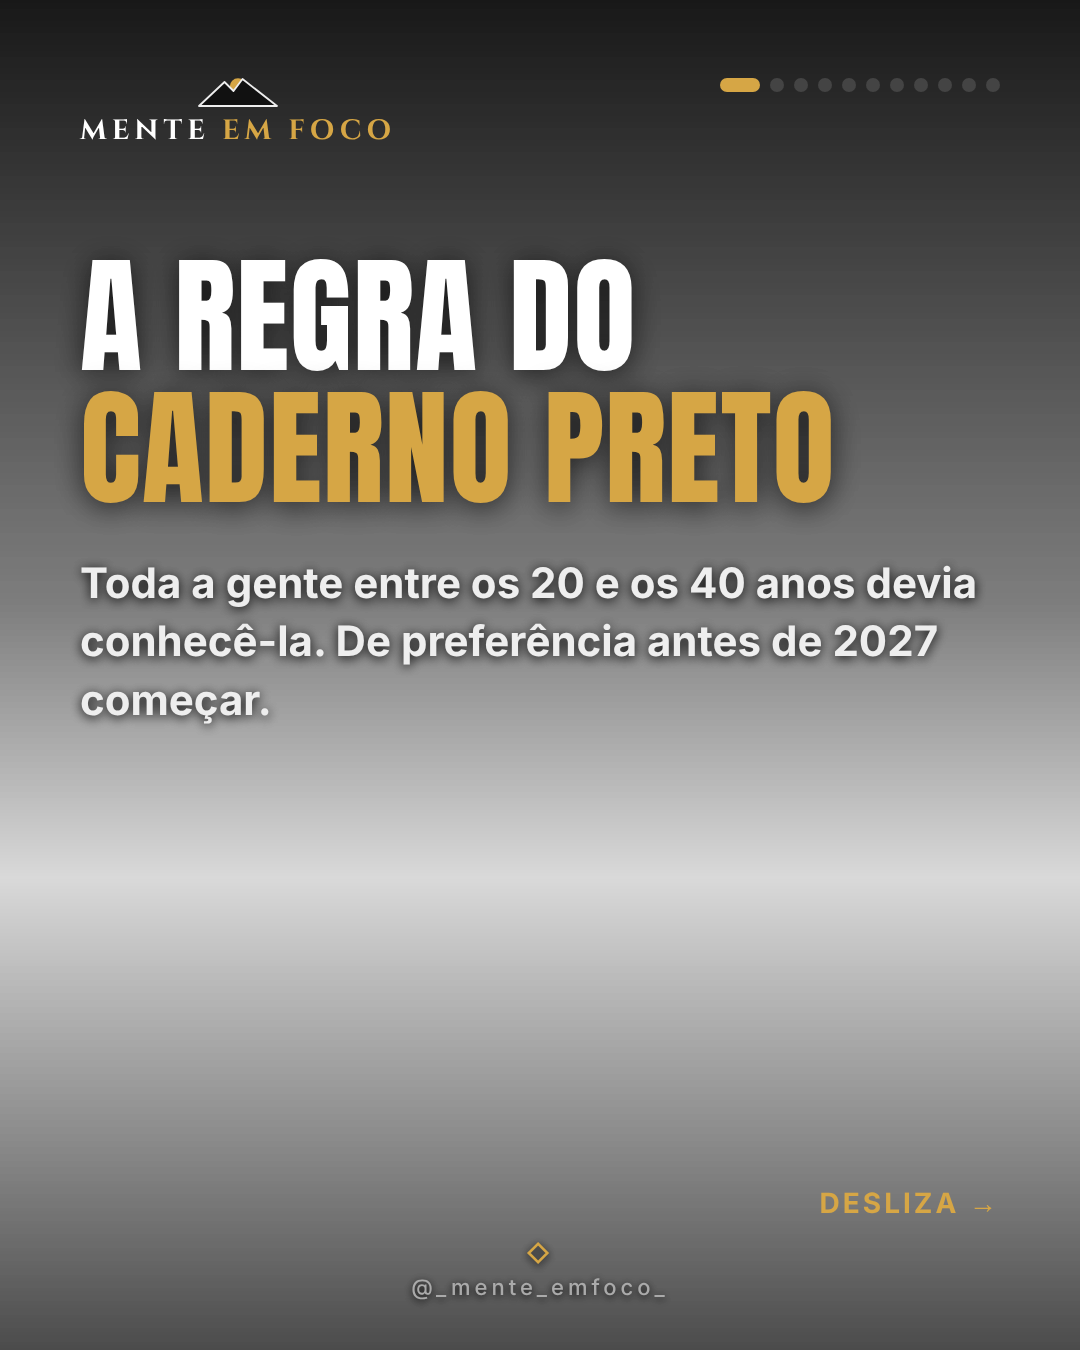 MENTE EM FOCO
A REGRA DO
CADERNO PRETO
Toda a gente entre os 20 e os 40 anos devia
conhecê-la. De preferência antes de 2027
começar.
DESLIZA →
@_mente_emfoco_